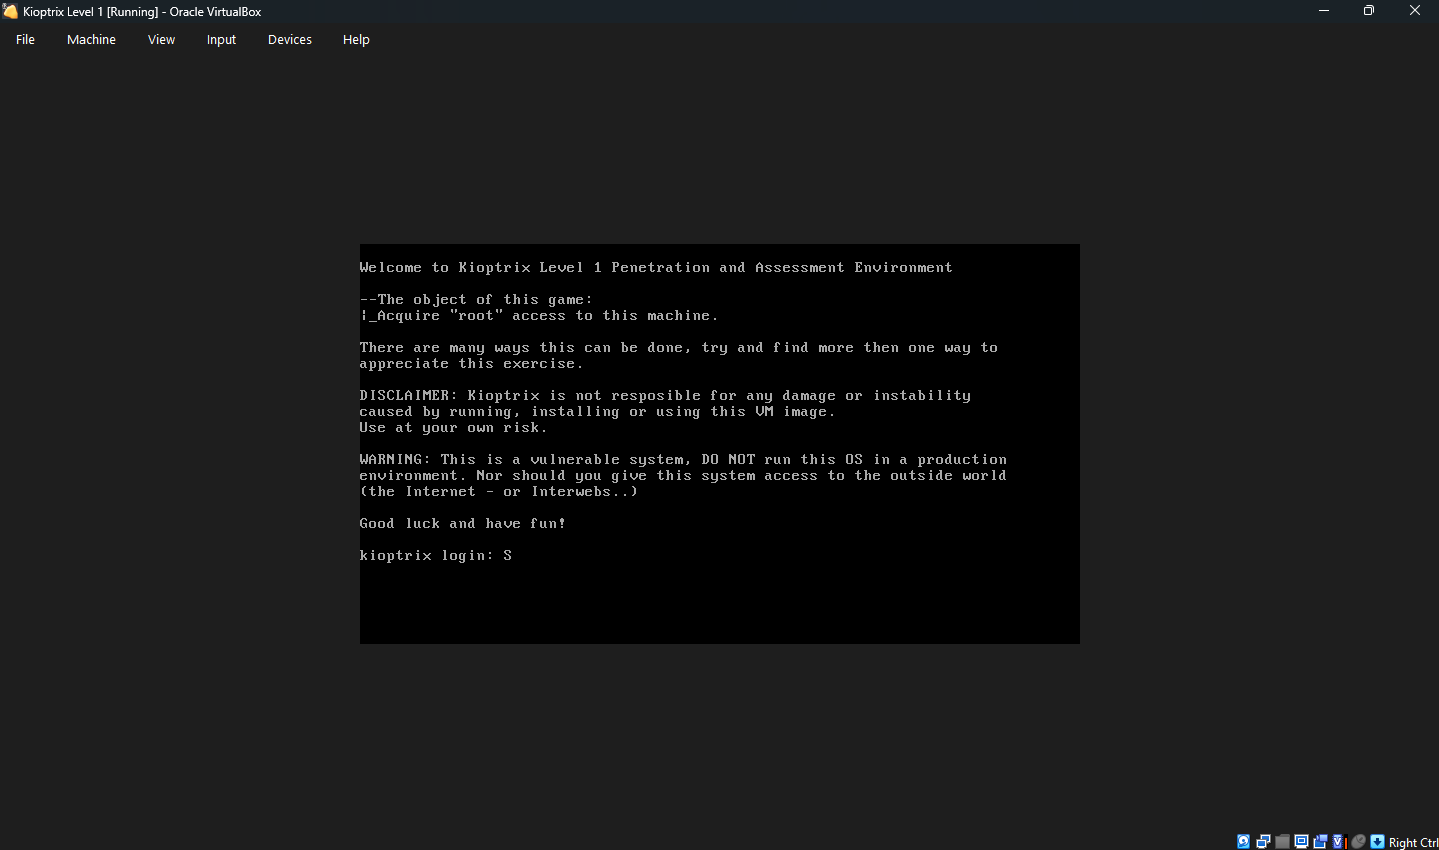 Kioptrix Level 1 [Running] - Oracle VirtualBox
File Machine View Input Devices Help
Welcome to Kioptrix Level 1 Penetration and Assessment Environment
--The object of this game:
|_Acquire "root" access to this machine.
There are many ways this can be done, try and find more then one way to
appreciate this exercise.
DISCLAIMER: Kioptrix is not resposible for any damage or instability
caused by running, installing or using this VM image.
Use at your own risk.
WARNING: This is a vulnerable system, DO NOT run this OS in a production
environment. Nor should you give this system access to the outside world
(the Internet - or Interwebs..)
Good luck and have fun!
kioptrix login: S
Right Ctrl